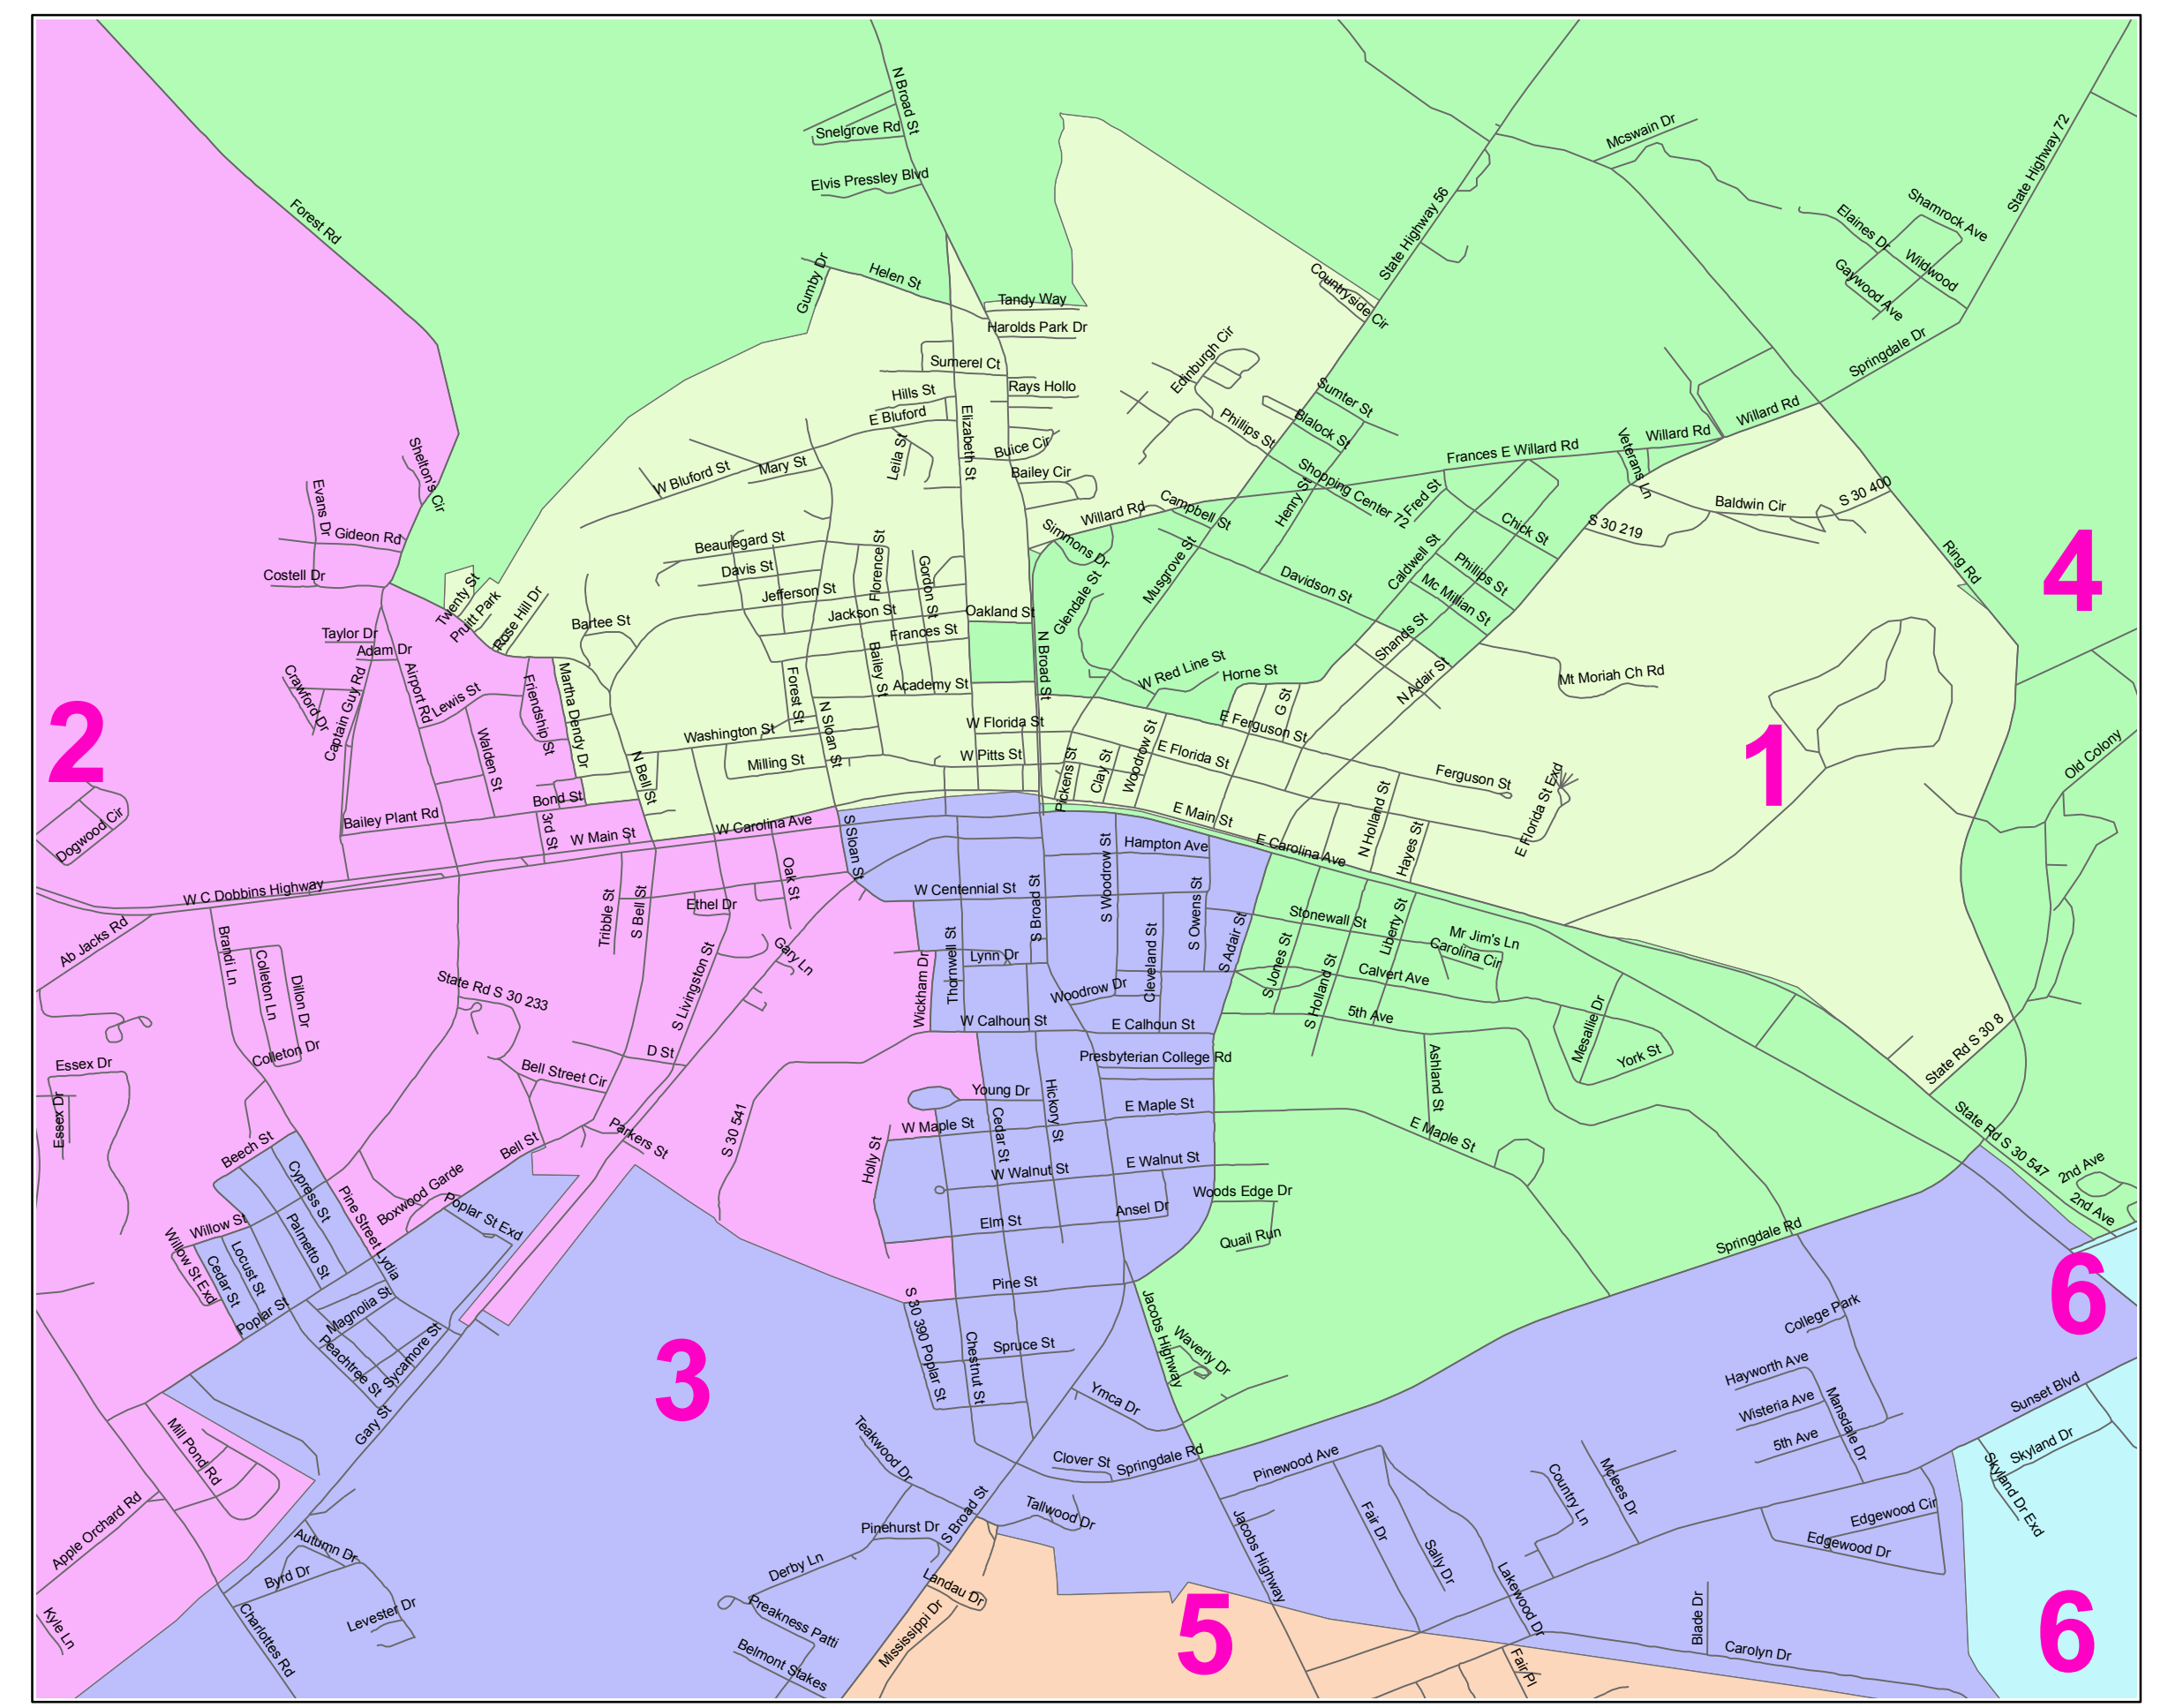 N Broad St
Snelgrove Rd
Elvis Pressley Blvd
Mcswain Dr
State Highway 72
Forest Rd
State Highway 56
Shamrock Ave
Elaines Dr
Wildwood
Gaywood Ave
Gumby Dr
Helen St
Tandy Way
Countryside Cir
Harolds Park Dr
Springdale Dr
Sumerel Ct
Edinburgh Cir
Rays Hollo
Hills St
Sumter St
E Bluford
Elizabeth St
Blalock St
Phillips St
Willard Rd
Willard Rd
Frances E Willard Rd
Veterans Ln
Leila St
Buice Cir
Bailey Cir
Shelton's Cir
W Bluford St
Mary St
Shopping Center 72
Fred St
Henry St
Evans Dr
Campbell St
Willard Rd
Baldwin Cir
S 30 400
S 30 219
Gideon Rd
Chick St
Simmons Dr
Beauregard St
Davis St
Florence St
Gordon St
Musgrove St
Caldwell St
Phillips St
Ring Rd
4
Costell Dr
Twenty St
Pruitt Park
Rose Hill Dr
Jefferson St
Jackson St
Oakland St
Glendale St
Davidson St
Mc Millian St
Bartee St
Frances St
Taylor Dr
Adam Dr
Shands St
Crawford Dr
Captain Guy Rd
Airport Rd
Lewis St
Friendship St
Martha Dendy Dr
Forest St
Bailey St
Academy St
N Broad St
W Red Line St
Horne St
N Adair St
Mt Moriah Ch Rd
G St
2
Walden St
Washington St
N Sloan St
W Florida St
E Ferguson St
1
Old Colony
N Bell St
Milling St
W Pitts St
Pickens St
Clay St
Woodrow St
E Florida St
Ferguson St
E Florida St Exd
Dogwood Cir
Bailey Plant Rd
Bond St
3rd St
W Main St
W Carolina Ave
S Sloan St
E Main St
E Carolina Ave
N Holland St
Hayes St
Hampton Ave
W C Dobbins Highway
Oak St
W Centennial St
S Broad St
S Woodrow St
S Owens St
Ab Jacks Rd
Tribble St
S Bell St
Ethel Dr
Stonewall St
Liberty St
Mr Jim's Ln
Carolina Cir
Brandi Ln
Colleton Ln
Dillon Dr
Gary Ln
Thornwell St
Lynn Dr
Cleveland St
S Adair St
S Jones St
S Holland St
Calvert Ave
State Rd S 30 233
S Livingston St
Wickham Dr
Woodrow Dr
5th Ave
Mesallie Dr
W Calhoun St
E Calhoun St
State Rd S 30 8
Colleton Dr
D St
Presbyterian College Rd
Ashland St
York St
Essex Dr
Essex Dr
Bell Street Cir
Young Dr
Hickory St
Cedar St
S 30 541
W Maple St
E Maple St
E Maple St
State Rd S 30 547
Beech St
Bell St
Parkers St
Holly St
W Walnut St
E Walnut St
2nd Ave
2nd Ave
Cypress St
Pine Street
Boxwood Garde
Poplar St Exd
Woods Edge Dr
Willow St
Willow St Exd
Palmetto St
Elm St
Ansel Dr
Quail Run
Springdale Rd
Locust St
Cedar St
Lydia
Pine St
Jacobs Highway
6
Poplar St
Magnolia St
Peachtree St
Sycamore St
S 30 390 Poplar St
Chestnut St
Spruce St
Waverly Dr
College Park
3
Hayworth Ave
Wisteria Ave
5th Ave
Mansdale Dr
Sunset Blvd
Mill Pond Rd
Gary St
Ymca Dr
Teakwood Dr
Clover St
Springdale Rd
Pinewood Ave
Skyland Dr
Skyland Dr Exd
Country Ln
Mclees Dr
Apple Orchard Rd
Autumn Dr
S Broad St
Tallwood Dr
Pinehurst Dr
Jacobs Highway
Fair Dr
Sally Dr
Edgewood Cir
Edgewood Dr
Byrd Dr
Derby Ln
Landau Dr
Lakewood Dr
Kyle Ln
Charlottes Rd
Levester Dr
Preakness Patti
Mississippi Dr
5
Blade Dr
Carolyn Dr
6
Belmont Stakes
Fair Pl